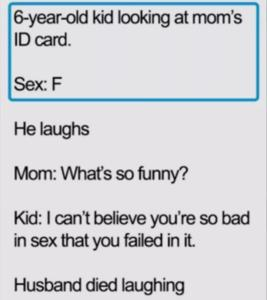 6-year-old kid looking at mom's
ID card.
Sex: F
He laughs
Mom: What's so funny?
Kid: I can't believe you're so bad
in sex that you failed in it.
Husband died laughing